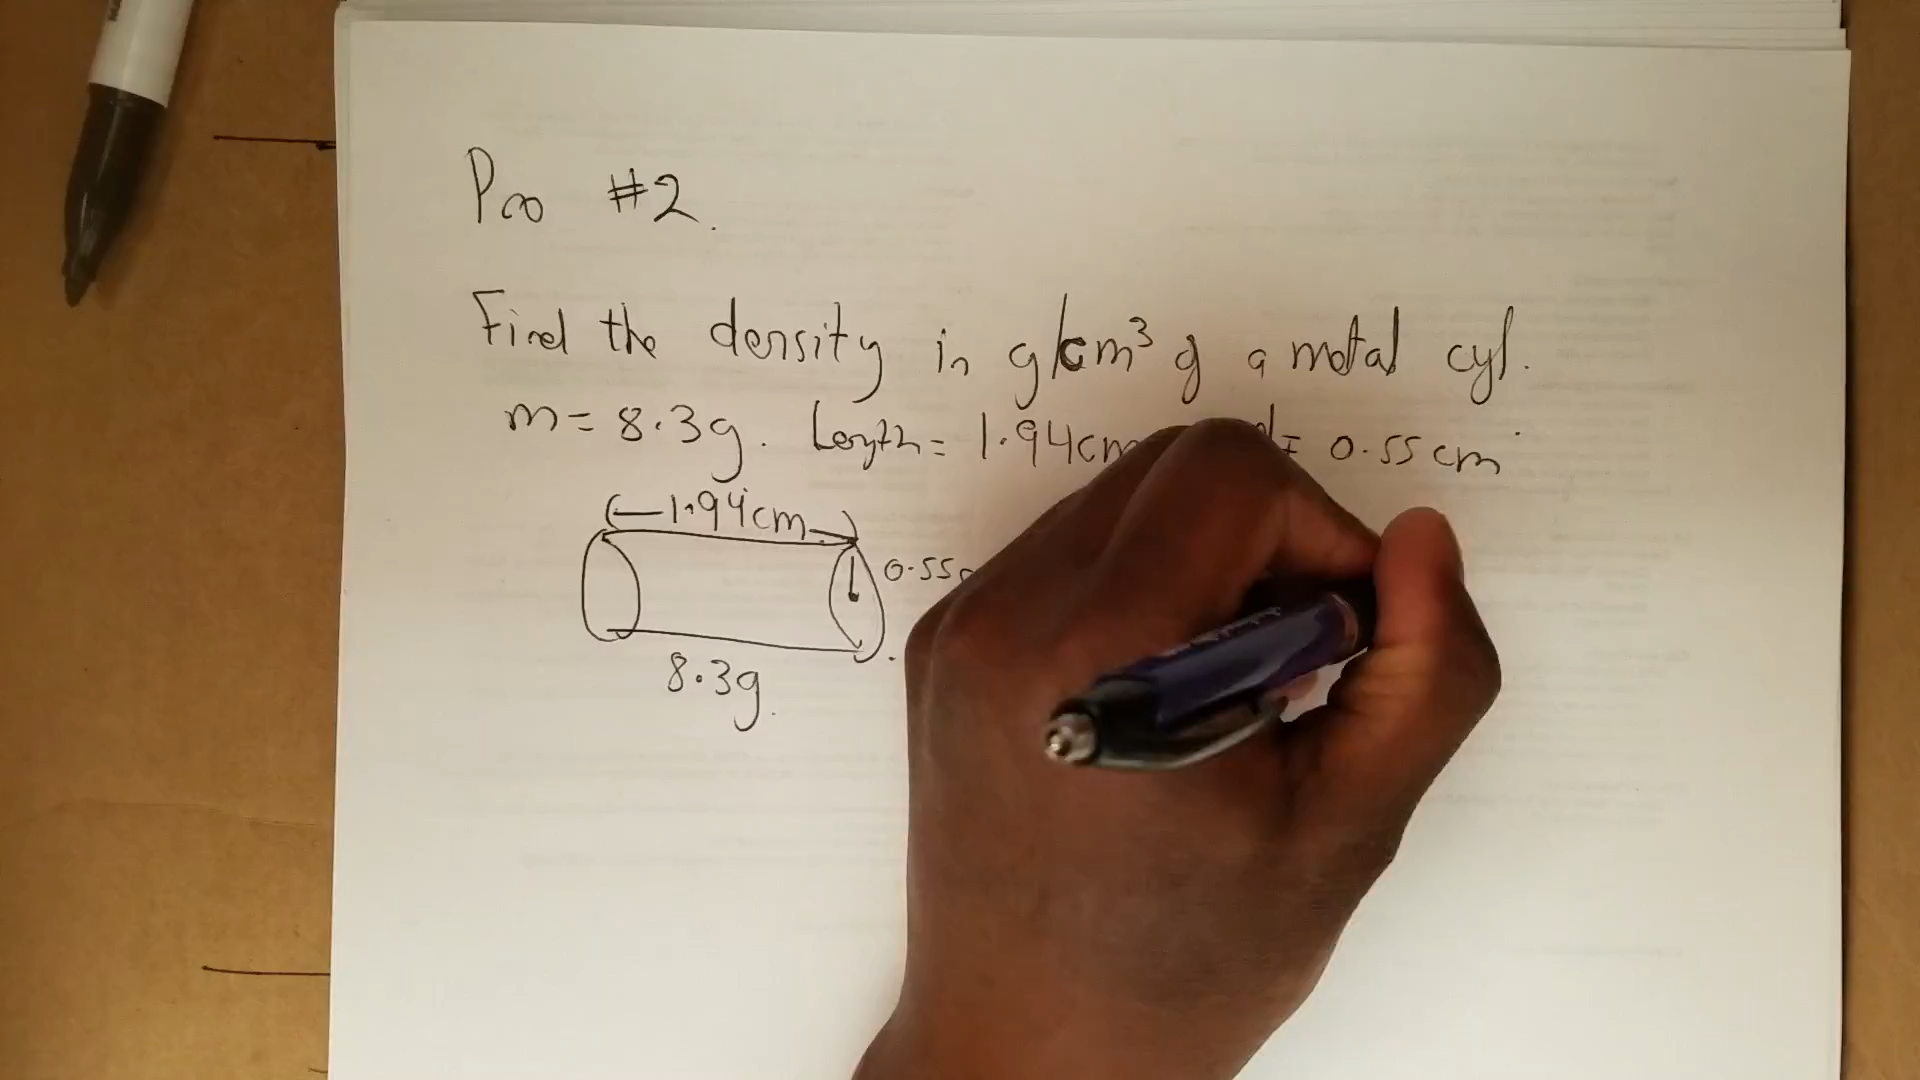 Pro #2.
Find the density in g/cm³ of a metal cyl.
m = 8.3g. Length = 1.94cm = 0.55 cm
1.94cm
0.55
8.3g.